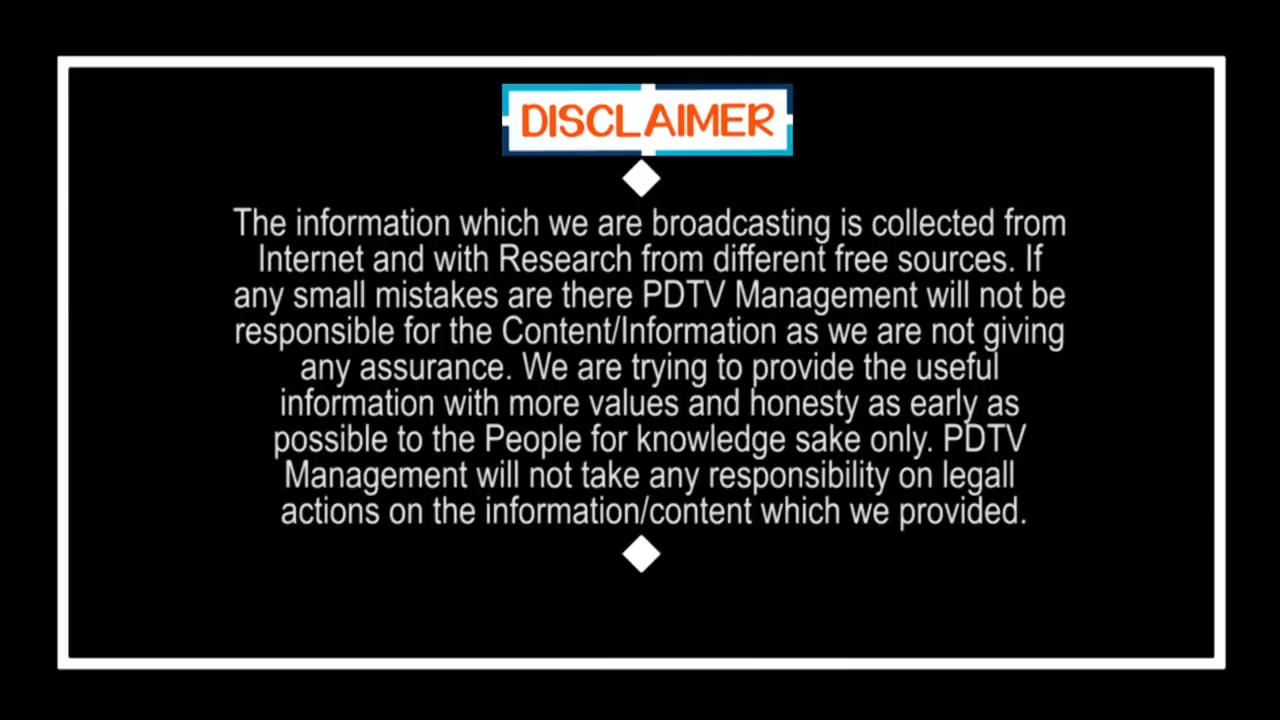 DISCLAIMER
The information which we are broadcasting is collected from
Internet and with Research from different free sources. If
any small mistakes are there PDTV Management will not be
responsible for the Content/Information as we are not giving
any assurance. We are trying to provide the useful
information with more values and honesty as early as
possible to the People for knowledge sake only. PDTV
Management will not take any responsibility on legall
actions on the information/content which we provided.